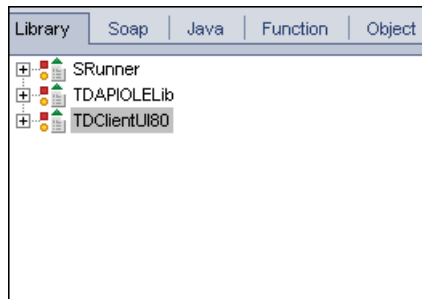 Library Soap Java Function Object
SRunner
TDAPIOLELib
TDClientUI80